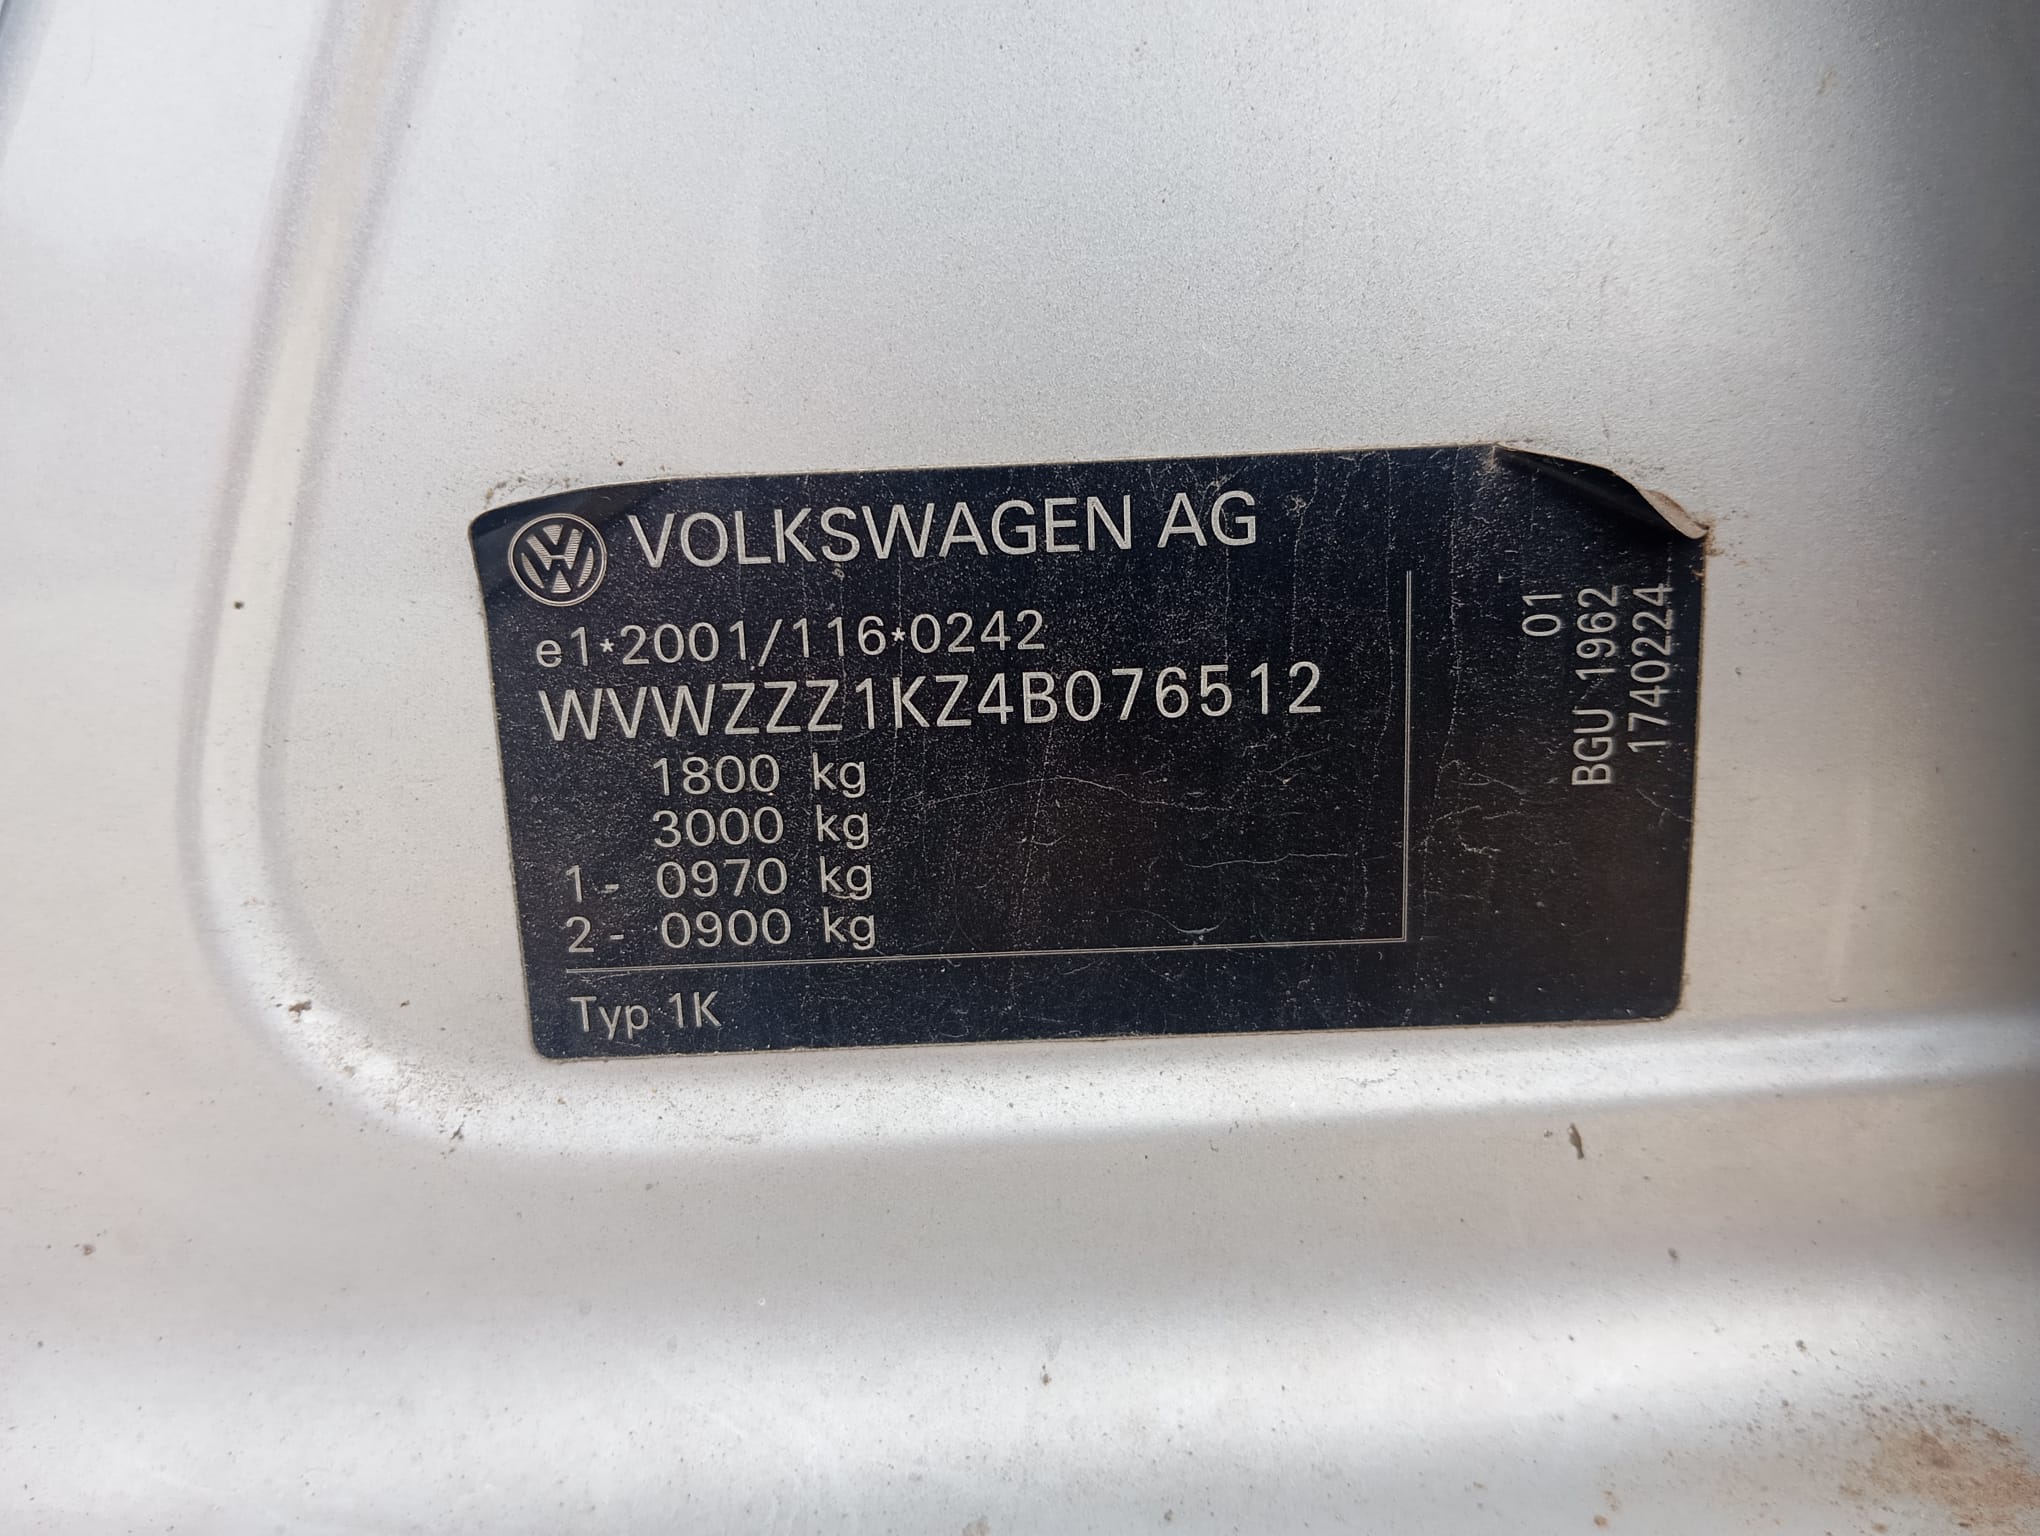 VOLKSWAGEN AG
e1*2001/116*0242
WVWZZZ1KZ4B076512
1800 kg
3000 kg
1- 0970 kg
2- 0900 kg
Typ 1K
01
BGU 1962
1740224